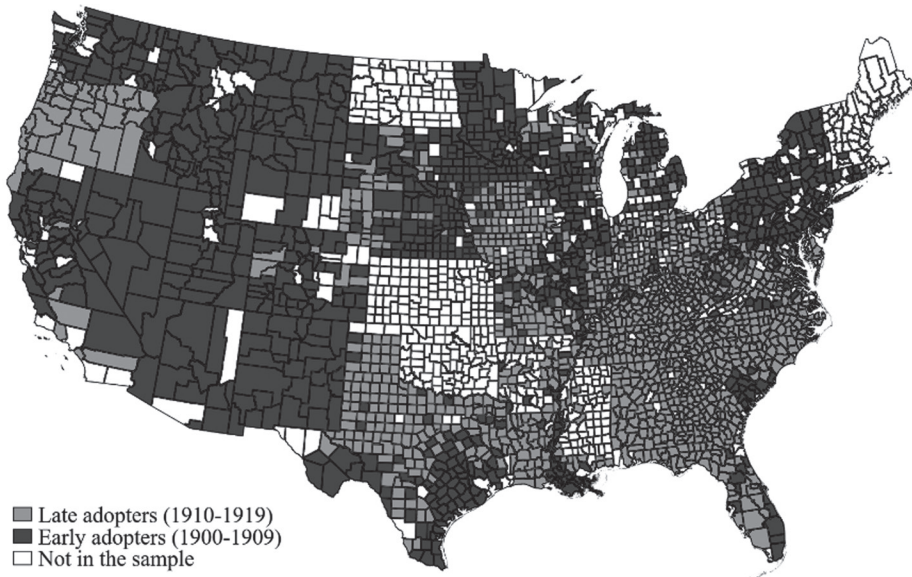 Late adopters (1910-1919)
Early adopters (1900-1909)
Not in the sample